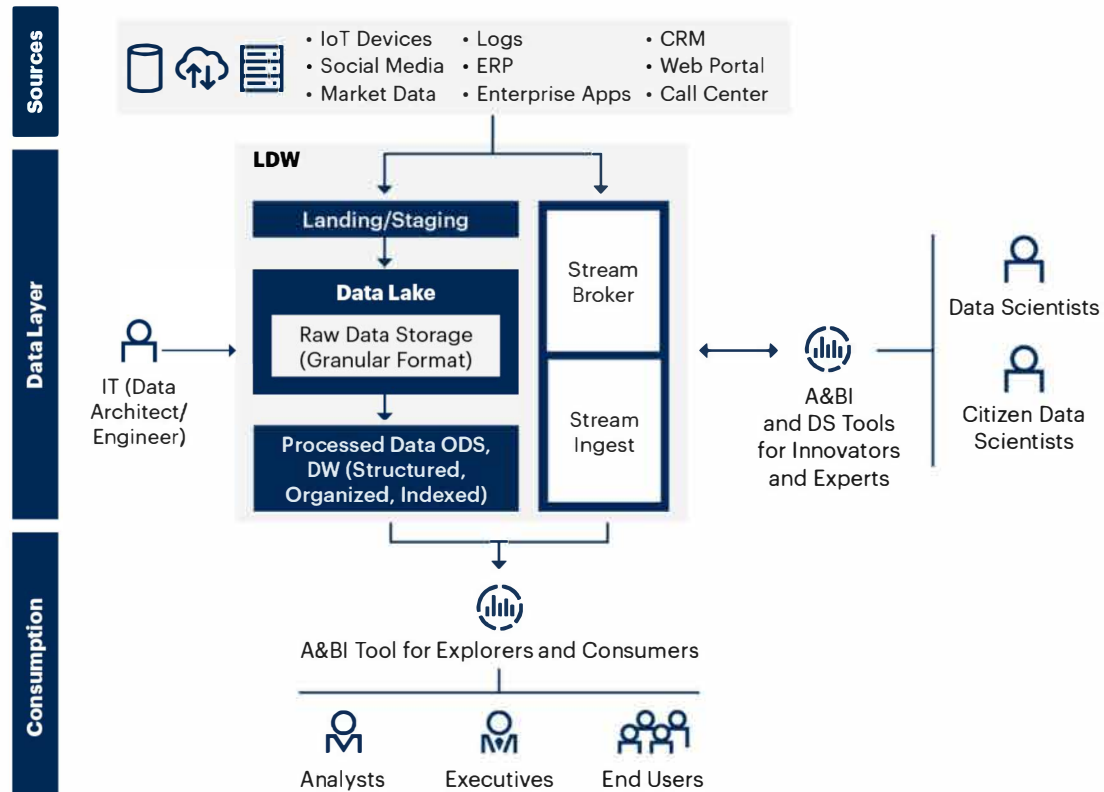 Sources
• IoT Devices
• Social Media
• Market Data
• Logs
• ERP
• Enterprise Apps
• CRM
• Web Portal
• Call Center
Data Layer
LDW
Landing/Staging
Data Lake
Raw Data Storage
(Granular Format)
Processed Data ODS,
DW (Structured,
Organized, Indexed)
Stream
Broker
Stream
Ingest
IT (Data
Architect/
Engineer)
A&BI
and DS Tools
for Innovators
and Experts
Data Scientists
Citizen Data
Scientists
Consumption
A&BI Tool for Explorers and Consumers
Analysts
Executives
End Users